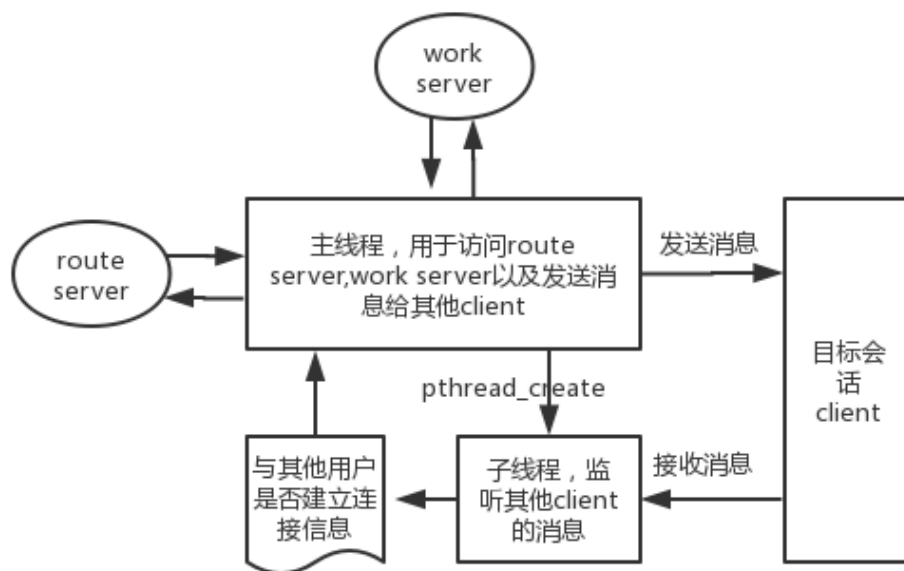 work
server
主线程，用于访问route
server,work server以及发送消
息给其他client
发送消息
route
server
目标会
话
client
pthread_create
与其他用户
是否建立连
接信息
子线程，监
听其他client
的消息
接收消息